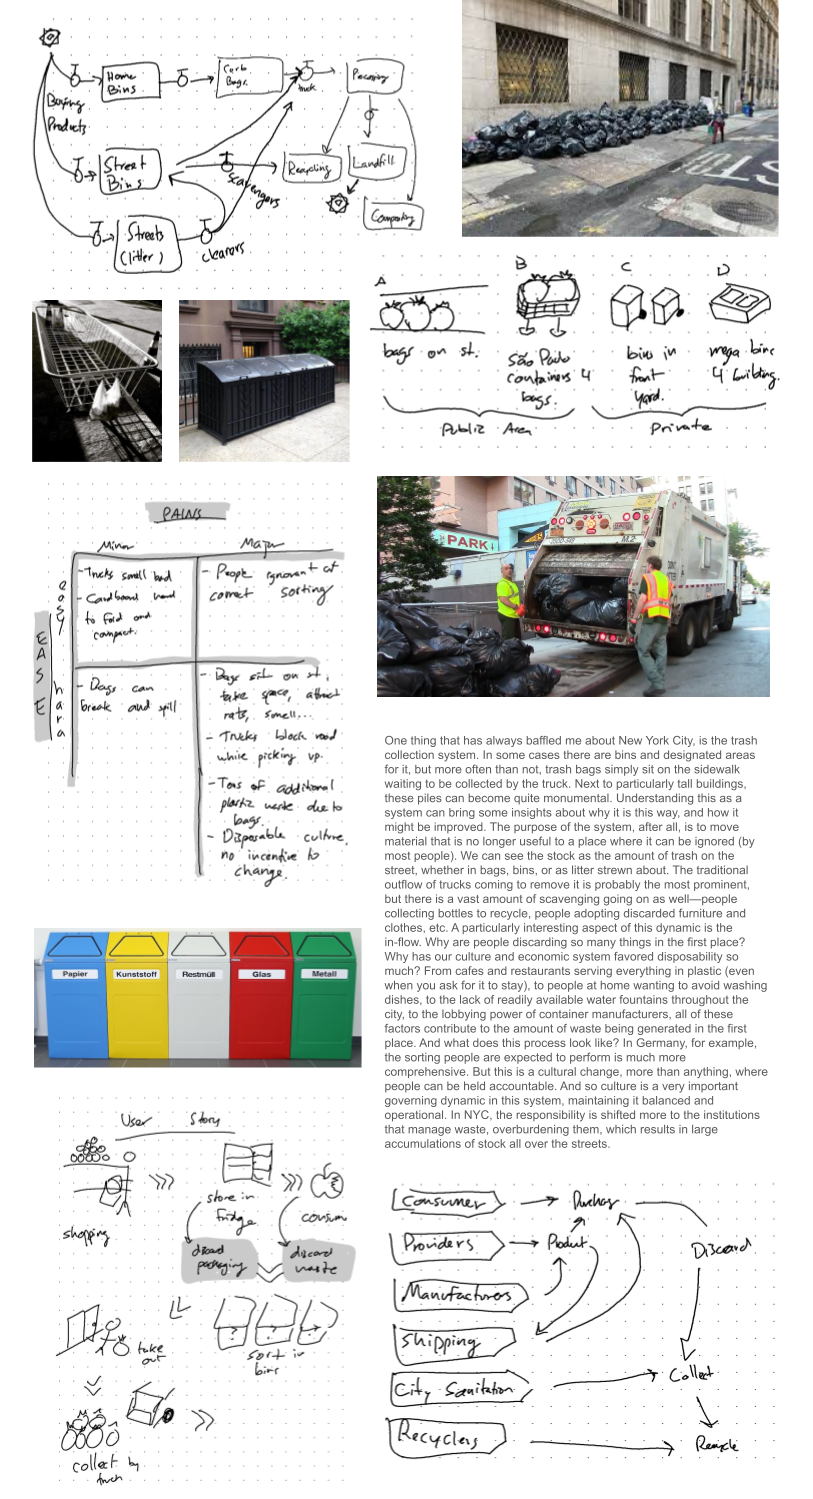 Home
Bins
Curb
Bags.
truck
Processing
Buying
Products
Street
Bins
scavengers
Recycling
Landfill
Composting
Streets
(litter)
cleaners
STOP
A
B
C
D
bags on st.
São Paulo
containers 4
bags.
bins in
front
yard.
mega bins
4 building.
Public Area
Private
PAINS
Minor
Major
EASE
easy/
hard
- Trucks smell bad
- Cardboard hard
to fold and
compact.
- People ignorant of
correct sorting
- Bags can
break and spill
- Bags sit on st,
take space, attract
rats, smell...
- Trucks block road
while picking up.
- Tons of additional
plastic waste due to
bags.
- Disposable culture,
no incentive to
change.
PARK
One thing that has always baffled me about New York City, is the trash
collection system. In some cases there are bins and designated areas
for it, but more often than not, trash bags simply sit on the sidewalk
waiting to be collected by the truck. Next to particularly tall buildings,
these piles can become quite monumental. Understanding this as a
system can bring some insights about why it is this way, and how it
might be improved. The purpose of the system, after all, is to move
material that is no longer useful to a place where it can be ignored (by
most people). We can see the stock as the amount of trash on the
street, whether in bags, bins, or as litter strewn about. The traditional
outflow of trucks coming to remove it is probably the most prominent,
but there is a vast amount of scavenging going on as well—people
collecting bottles to recycle, people adopting discarded furniture and
clothes, etc. A particularly interesting aspect of this dynamic is the
in-flow. Why are people discarding so many things in the first place?
Why has our culture and economic system favored disposability so
much? From cafes and restaurants serving everything in plastic (even
when you ask for it to stay), to people at home wanting to avoid washing
dishes, to the lack of readily available water fountains throughout the
city, to the lobbying power of container manufacturers, all of these
factors contribute to the amount of waste being generated in the first
place. And what does this process look like? In Germany, for example,
the sorting people are expected to perform is much more
comprehensive. But this is a cultural change, more than anything, where
people can be held accountable. And so culture is a very important
governing dynamic in this system, maintaining it balanced and
operational. In NYC, the responsibility is shifted more to the institutions
that manage waste, overburdening them, which results in large
accumulations of stock all over the streets.
Papier
Kunststoff
Restmüll
Glas
Metall
User Story
shopping
store in
fridge
consum
discard
packaging
discard
waste
take
out
? ?
sort in
bins
collect by
truck
Consumer
Purchase
Providers
Product
Discard
Manufacturers
Shipping
City Sanitation
Collect
Recyclers
Recycle